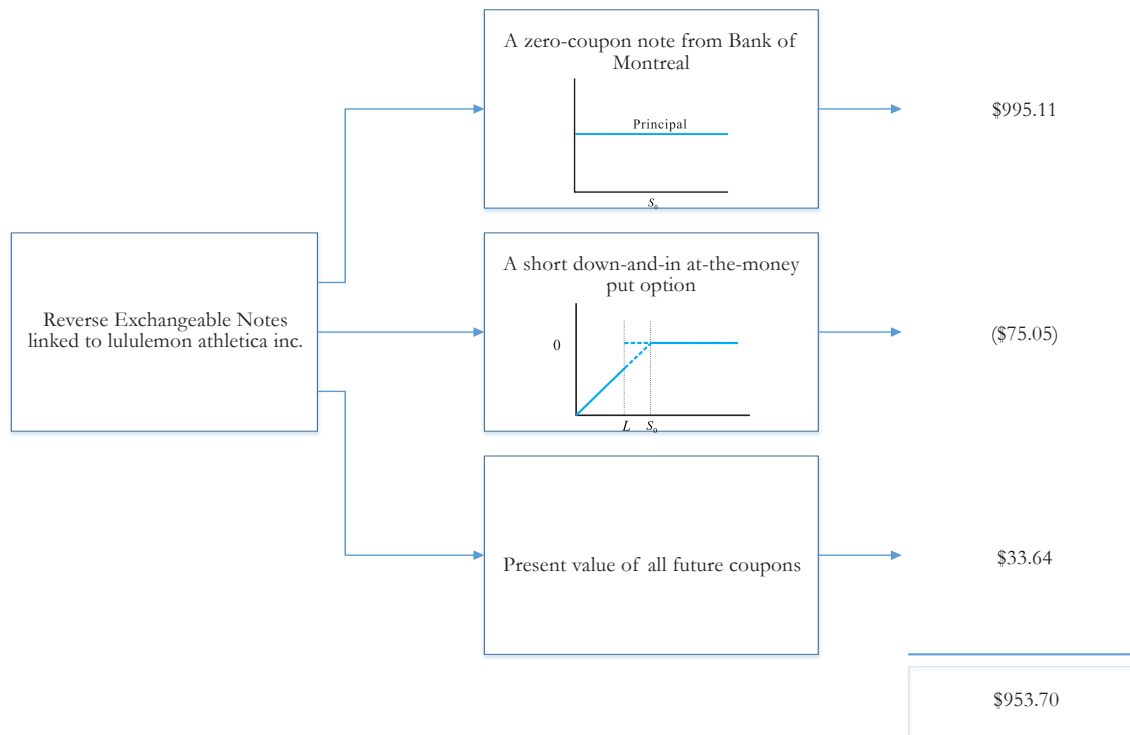 A zero-coupon note from Bank of
Montreal
Principal
S₀
$995.11
Reverse Exchangeable Notes
linked to lululemon athletica inc.
A short down-and-in at-the-money
put option
0
L S₀
($75.05)
Present value of all future coupons
$33.64
$953.70